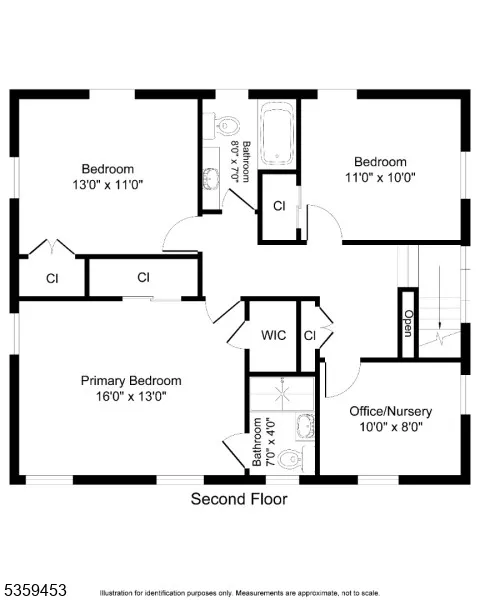 Bedroom
13'0" x 11'0"
Bathroom
8'0" x 7'0"
Bedroom
11'0" x 10'0"
Cl
Cl
Cl
WIC
Cl
Open
Primary Bedroom
16'0" x 13'0"
Bathroom
7'0" x 4'0"
Office/Nursery
10'0" x 8'0"
Second Floor
5359453
Illustration for identification purposes only. Measurements are approximate, not to scale.